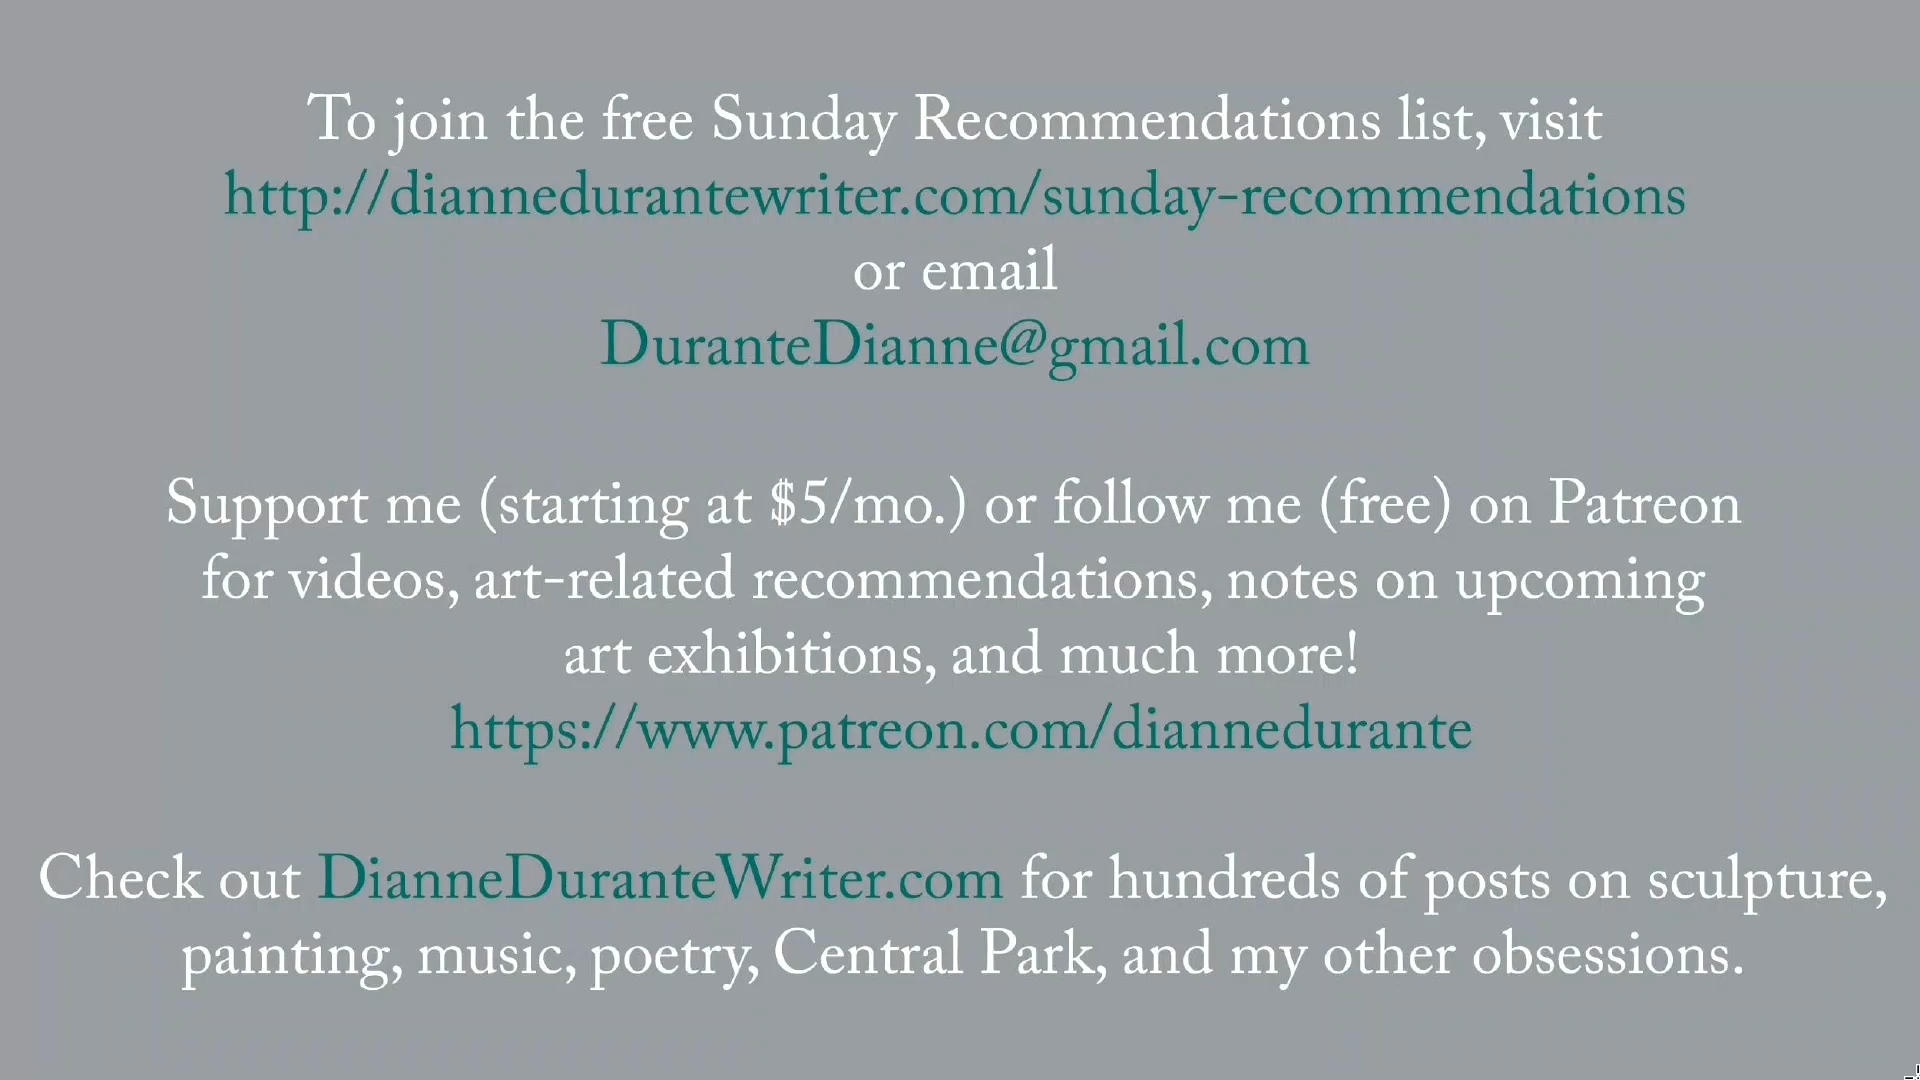 To join the free Sunday Recommendations list, visit
http://diannedurantewriter.com/sunday-recommendations
or email
DuranteDianne@gmail.com
Support me (starting at $5/mo.) or follow me (free) on Patreon
for videos, art-related recommendations, notes on upcoming
art exhibitions, and much more!
https://www.patreon.com/diannedurante
Check out DianneDuranteWriter.com for hundreds of posts on sculpture,
painting, music, poetry, Central Park, and my other obsessions.